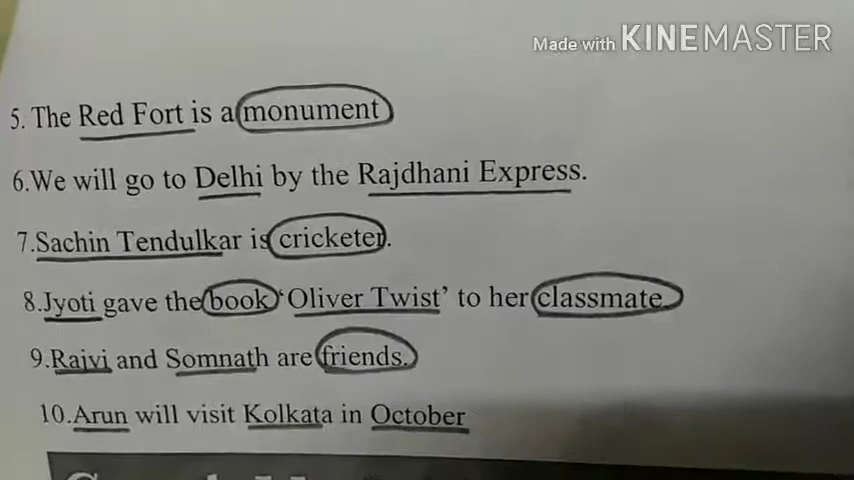 Made with KINEMASTER
5. The Red Fort is a monument
6.We will go to Delhi by the Rajdhani Express.
7.Sachin Tendulkar is cricketer.
8.Jyoti gave the book ‘Oliver Twist’ to her classmate.
9.Rajvi and Somnath are friends.
10.Arun will visit Kolkata in October